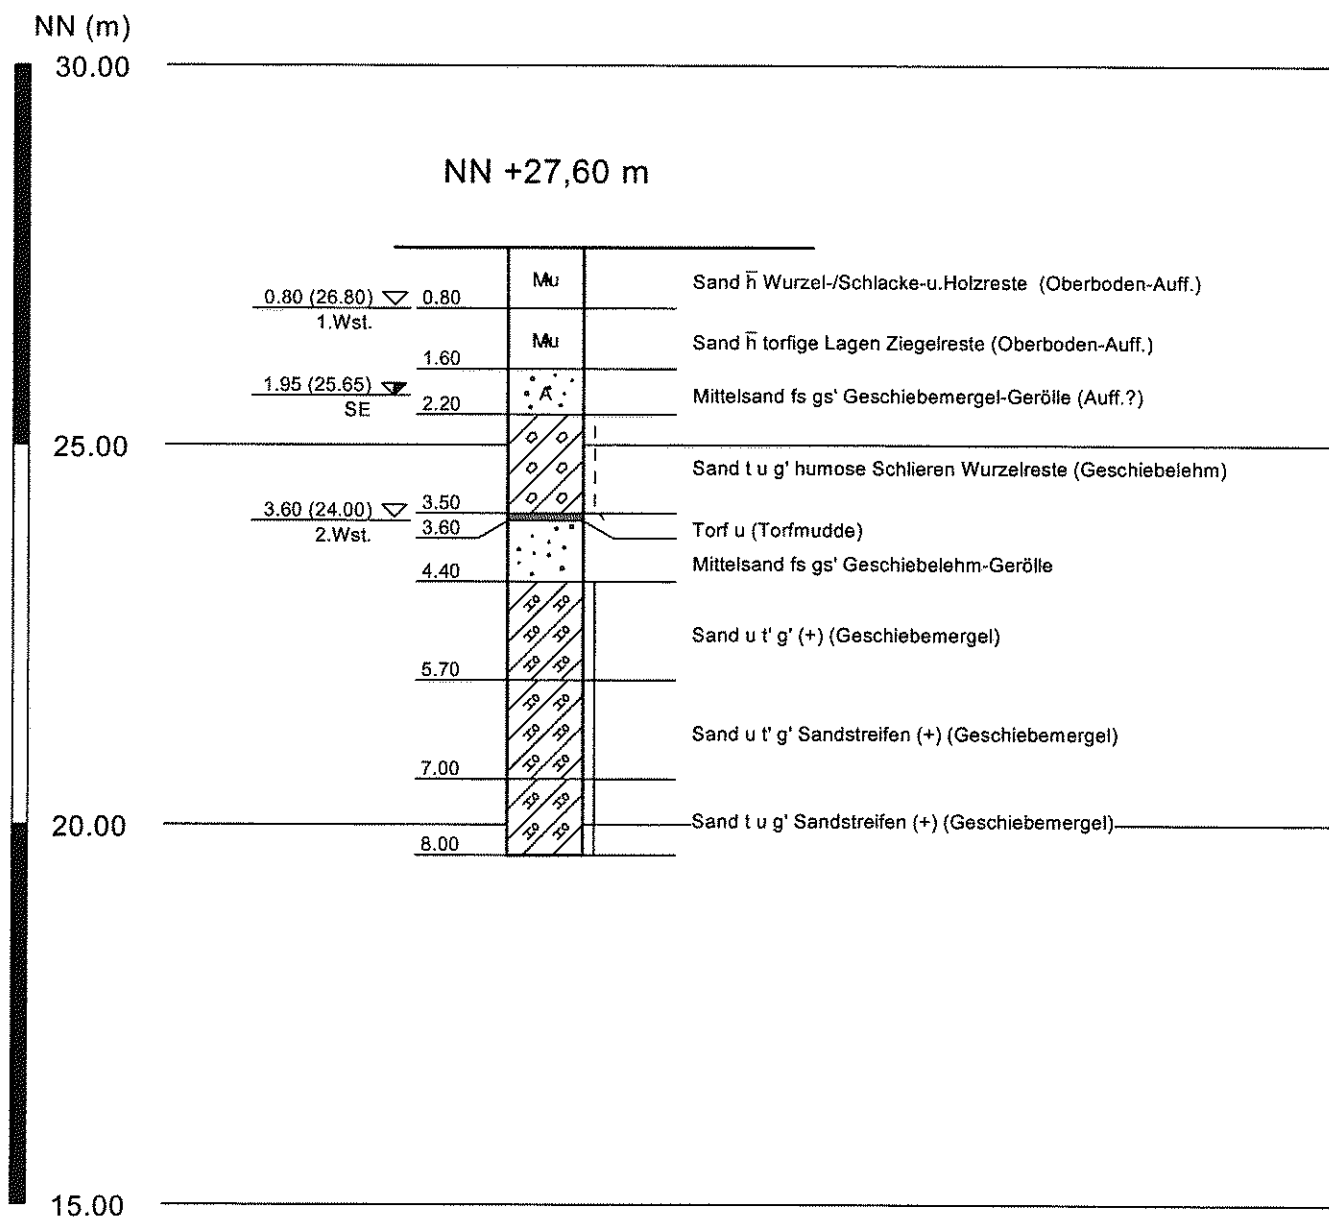 NN (m)
30.00
NN +27,60 m
Mu
Sand h̅ Wurzel-/Schlacke-u.Holzreste (Oberboden-Auff.)
0.80 (26.80)
0.80
1.Wst.
Mu
Sand h̅ torfige Lagen Ziegelreste (Oberboden-Auff.)
1.60
1.95 (25.65)
A
Mittelsand fs gs' Geschiebemergel-Gerölle (Auff.?)
SE
2.20
25.00
Sand t u g' humose Schlieren Wurzelreste (Geschiebelehm)
3.60 (24.00)
3.50
2.Wst.
3.60
Torf u (Torfmudde)
Mittelsand fs gs' Geschiebelehm-Gerölle
4.40
Sand u t' g' (+) (Geschiebemergel)
5.70
Sand u t' g' Sandstreifen (+) (Geschiebemergel)
7.00
20.00
Sand t u g' Sandstreifen (+) (Geschiebemergel)
8.00
15.00